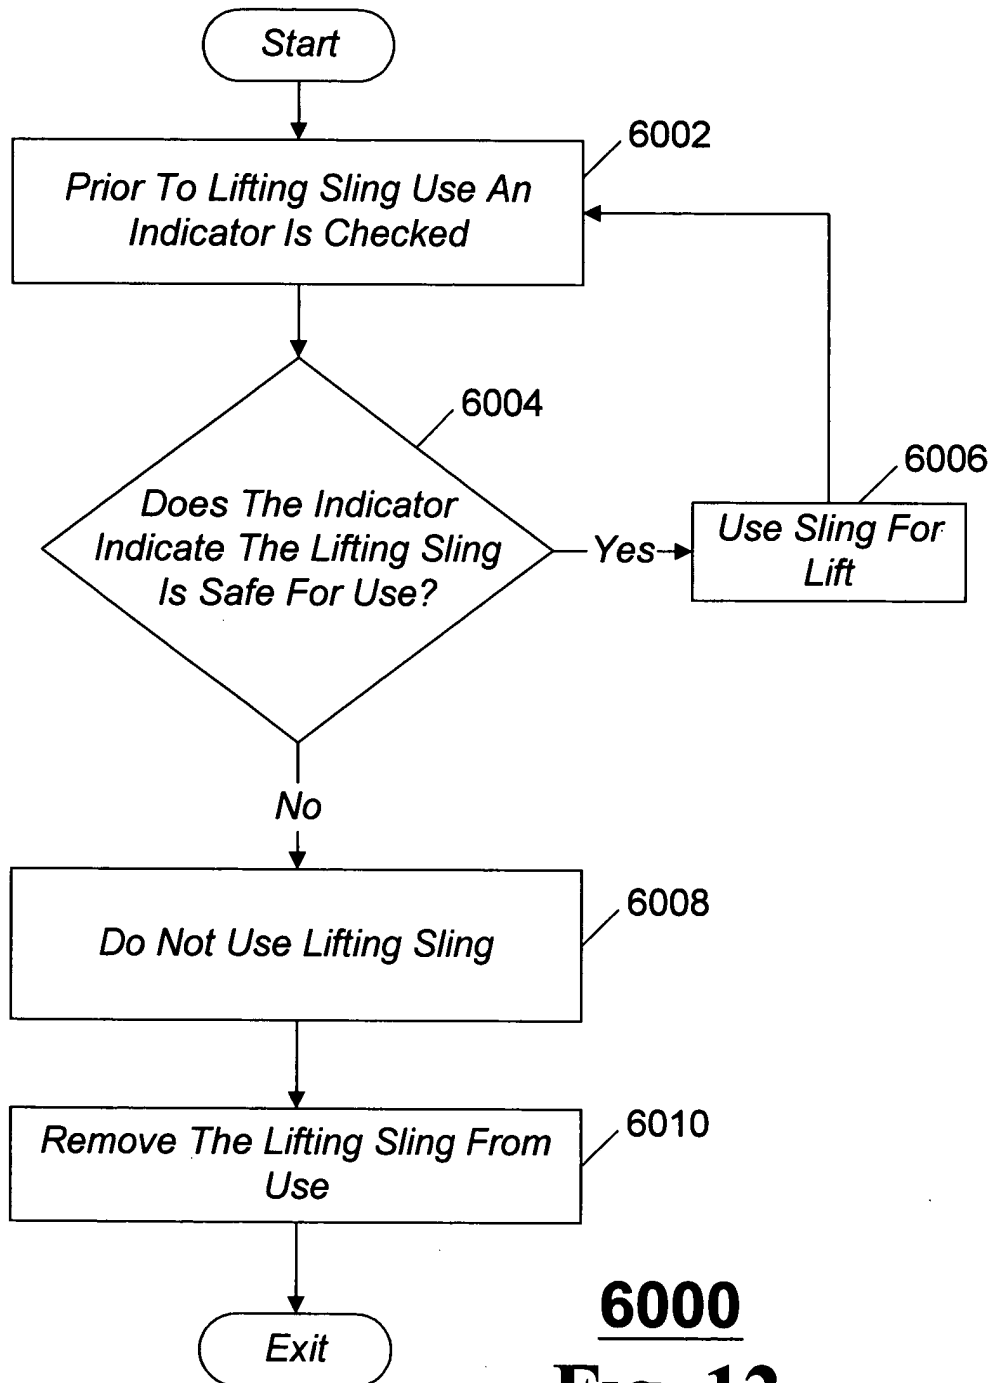 Start
6002
Prior To Lifting Sling Use An
Indicator Is Checked
6004
Does The Indicator
Indicate The Lifting Sling
Is Safe For Use?
Yes
6006
Use Sling For
Lift
No
6008
Do Not Use Lifting Sling
6010
Remove The Lifting Sling From
Use
Exit
6000